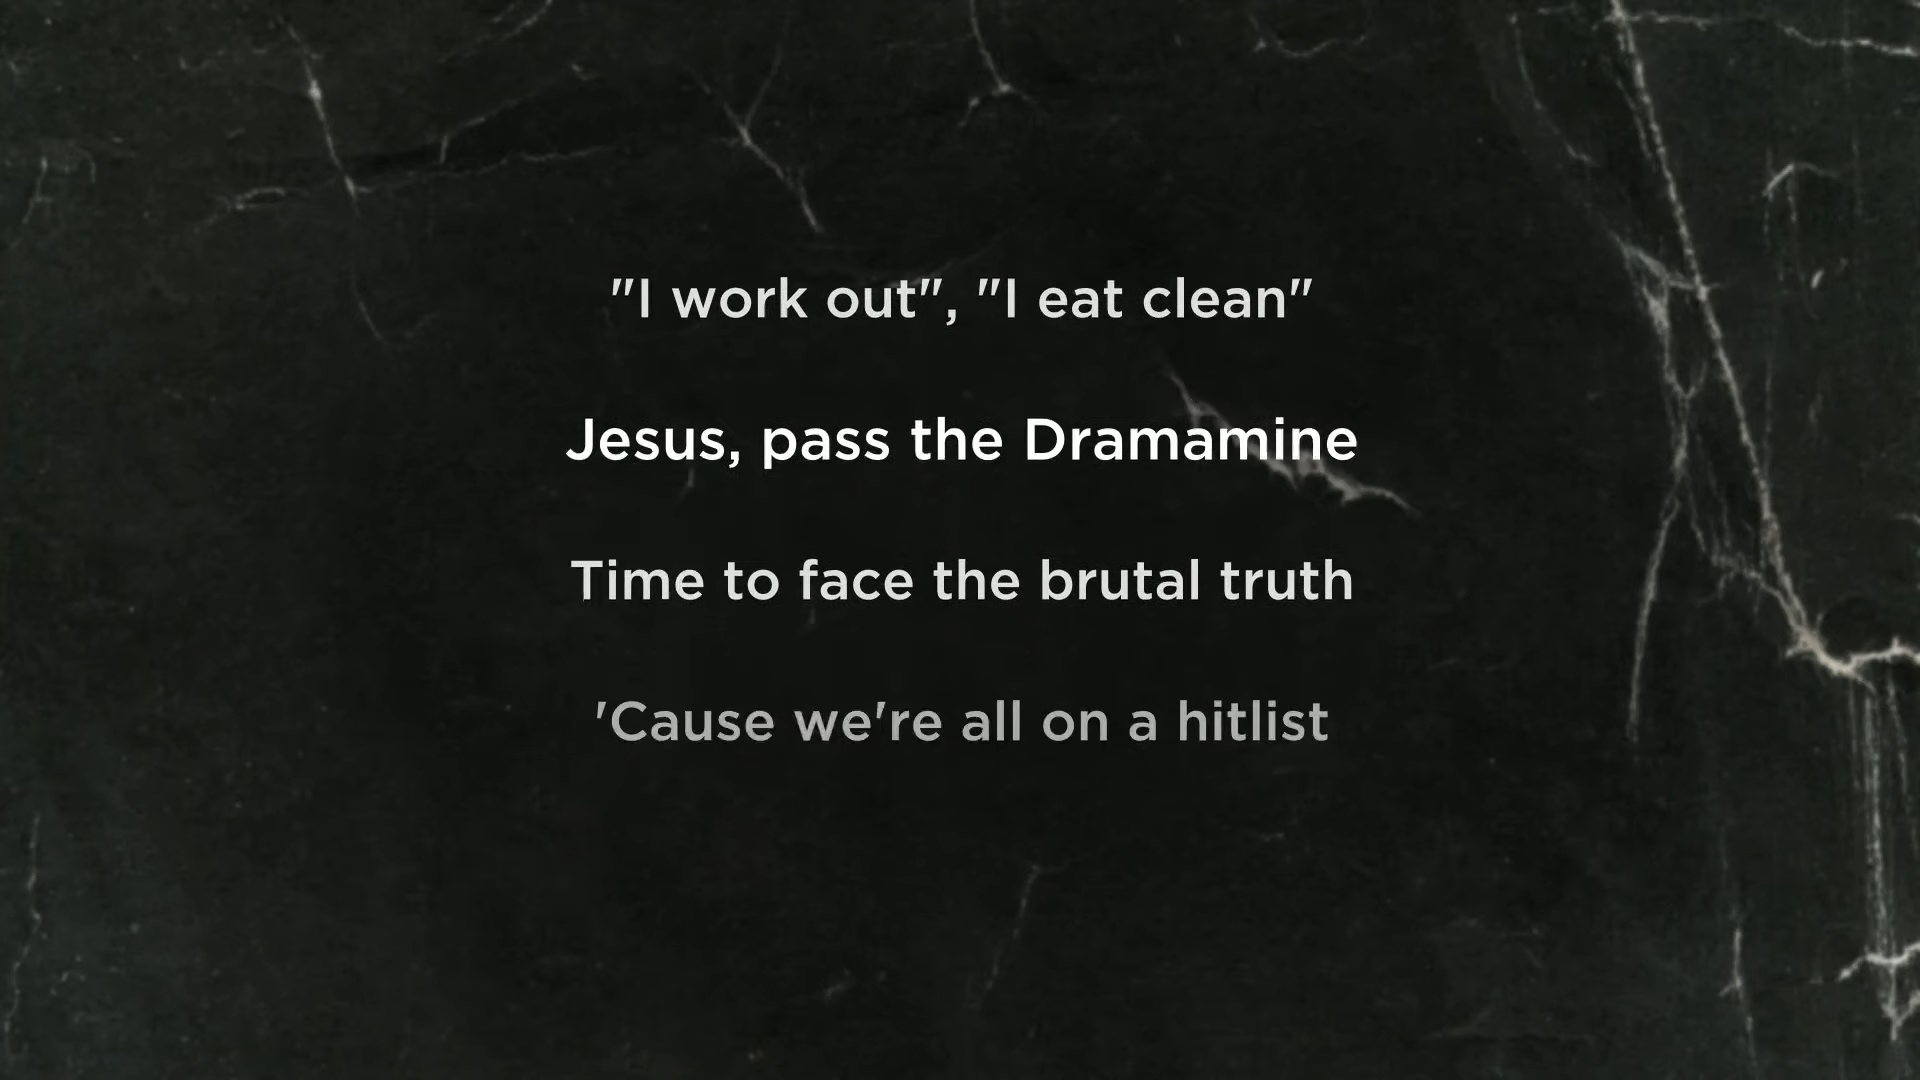 "I work out", "I eat clean"
Jesus, pass the Dramamine
Time to face the brutal truth
'Cause we're all on a hitlist